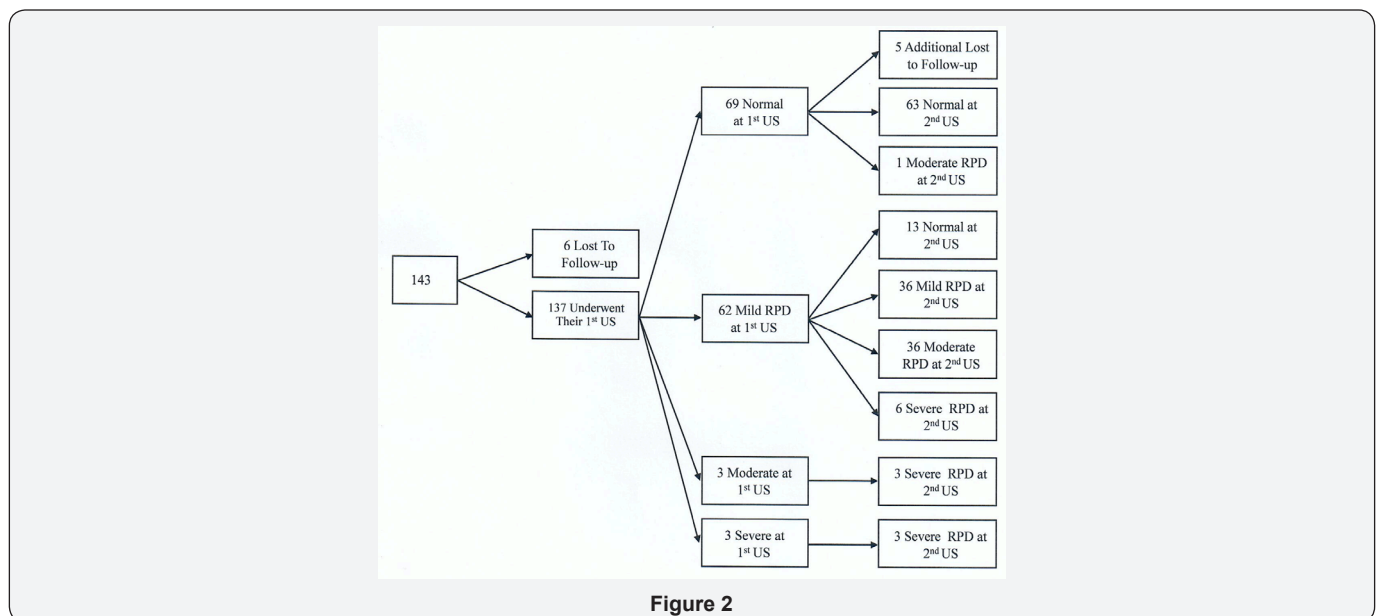 143
6 Lost To
Follow-up
137 Underwent
Their 1st US
69 Normal
at 1st US
62 Mild RPD
at 1st US
3 Moderate at
1st US
3 Severe at
1st US
5 Additional Lost
to Follow-up
63 Normal at
2nd US
1 Moderate RPD
at 2nd US
13 Normal at
2nd US
36 Mild RPD at
2nd US
36 Moderate
RPD at 2nd US
6 Severe RPD at
2nd US
3 Severe RPD at
2nd US
3 Severe RPD at
2nd US
Figure 2